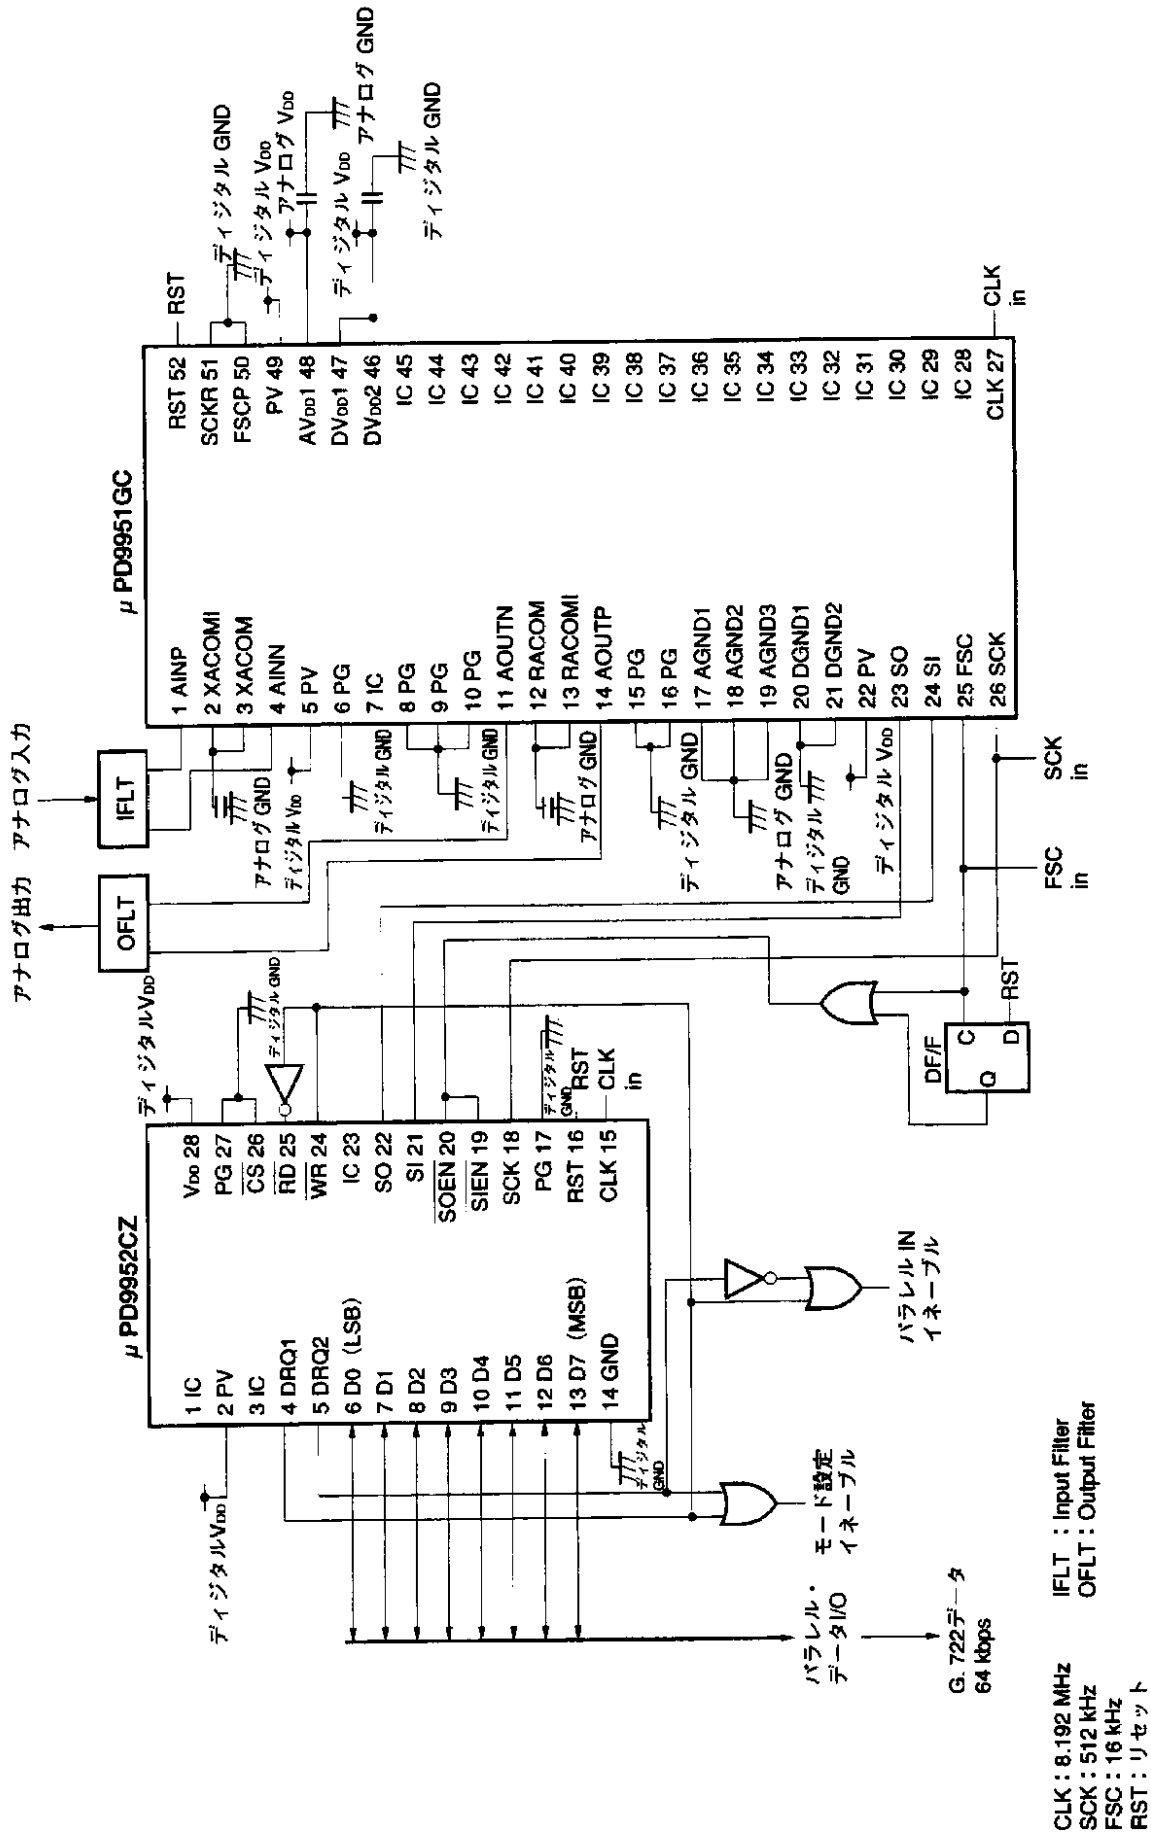 アナログ出力 アナログ入力
OFLT
IFLT
μ PD9952CZ
μ PD9951GC
1 IC
2 PV
3 IC
4 DRQ1
5 DRQ2
6 D0 (LSB)
7 D1
8 D2
9 D3
10 D4
11 D5
12 D6
13 D7 (MSB)
14 GND
VDD 28
PG 27
CS 26
RD 25
WR 24
IC 23
SO 22
SI 21
SOEN 20
SIEN 19
SCK 18
PG 17
RST 16
CLK 15
ディジタルVDD
ディジタルVDD
ディジタルGND
ディジタル
GND
ディジタル
GND
RST
CLK
in
1 AINP
2 XACOMI
3 XACOM
4 AINN
5 PV
6 PG
7 IC
8 PG
9 PG
10 PG
11 AOUTN
12 RACOM
13 RACOMI
14 AOUTP
15 PG
16 PG
17 AGND1
18 AGND2
19 AGND3
20 DGND1
21 DGND2
22 PV
23 SO
24 SI
25 FSC
26 SCK
RST 52
SCKR 51
FSCP 50
PV 49
AVDD1 48
DVDD1 47
DVDD2 46
IC 45
IC 44
IC 43
IC 42
IC 41
IC 40
IC 39
IC 38
IC 37
IC 36
IC 35
IC 34
IC 33
IC 32
IC 31
IC 30
IC 29
IC 28
CLK 27
アナログ GND
ディジタル VDD
ディジタル GND
ディジタル GND
アナログ GND
ディジタル GND
アナログ GND
ディジタル
GND
ディジタル VDD
RST
ディジタル GND
ディジタル VDD
アナログ VDD
アナログ GND
ディジタル VDD
ディジタル GND
CLK
in
FSC
in
SCK
in
DF/F
Q
C
D
RST
パラレル IN
イネーブル
モード設定
イネーブル
パラレル・
データI/O
G. 722データ
64 kbps
CLK : 8.192 MHz
SCK : 512 kHz
FSC : 16 kHz
RST : リセット
IFLT : Input Filter
OFLT : Output Filter